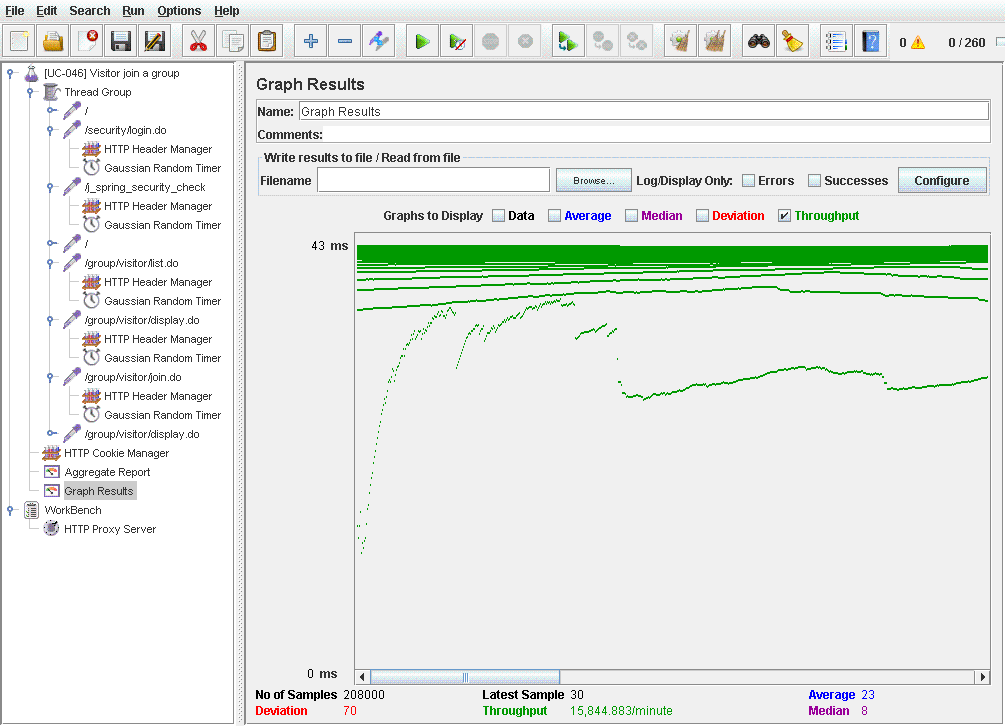 File Edit Search Run Options Help
0 0 / 260
[UC-046] Visitor join a group
Thread Group
/
/security/login.do
HTTP Header Manager
Gaussian Random Timer
/j_spring_security_check
HTTP Header Manager
Gaussian Random Timer
/
/group/visitor/list.do
HTTP Header Manager
Gaussian Random Timer
/group/visitor/display.do
HTTP Header Manager
Gaussian Random Timer
/group/visitor/join.do
HTTP Header Manager
Gaussian Random Timer
/group/visitor/display.do
HTTP Cookie Manager
Aggregate Report
Graph Results
WorkBench
HTTP Proxy Server
Graph Results
Name: Graph Results
Comments:
Write results to file / Read from file
Filename Browse... Log/Display Only: Errors Successes Configure
Graphs to Display Data Average Median Deviation Throughput
43 ms
0 ms
No of Samples 208000 Latest Sample 30 Average 23
Deviation 70 Throughput 15,844.883/minute Median 8